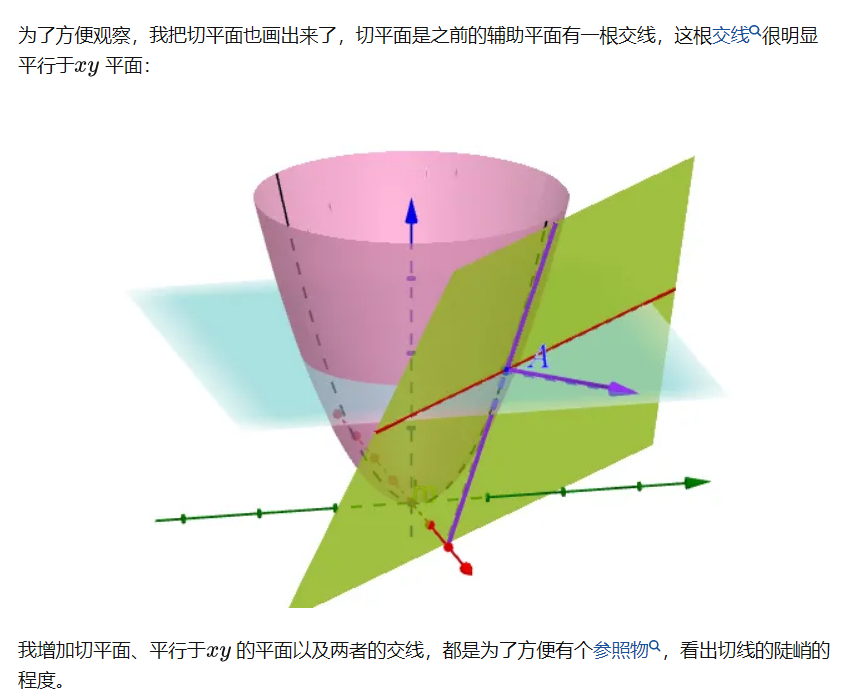 为了方便观察，我把切平面也画出来了，切平面是之前的辅助平面有一根交线，这根交线很明显
平行于xy 平面：
A
我增加切平面、平行于xy 的平面以及两者的交线，都是为了方便有个参照物，看出切线的陡峭的
程度。